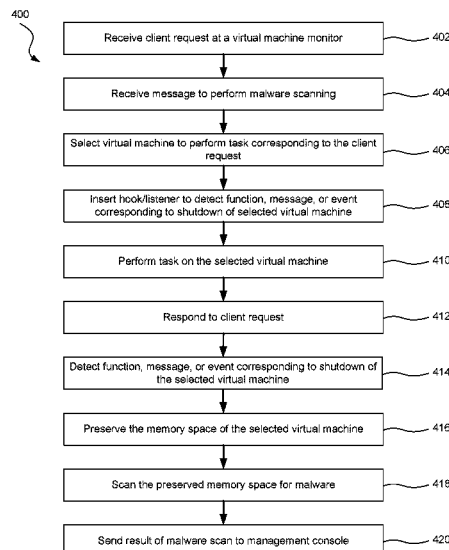 400
Receive client request at a virtual machine monitor
402
Receive message to perform malware scanning
404
Select virtual machine to perform task corresponding to the client
request
406
Insert hook/listener to detect function, message, or event
corresponding to shutdown of selected virtual machine
408
Perform task on the selected virtual machine
410
Respond to client request
412
Detect function, message, or event corresponding to shutdown of
the selected virtual machine
414
Preserve the memory space of the selected virtual machine
416
Scan the preserved memory space for malware
418
Send result of malware scan to management console
420